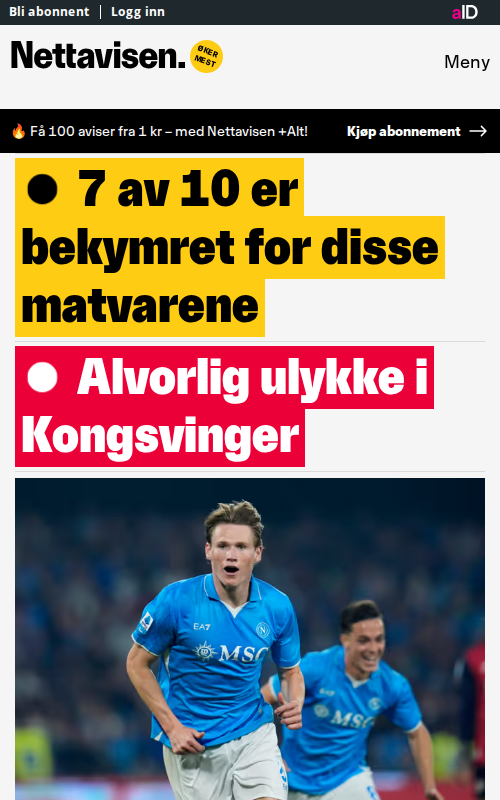 Bli abonnent | Logg inn
aID
Nettavisen.
ØKER
MEST
Meny
🔥 Få 100 aviser fra 1 kr – med Nettavisen +Alt!
Kjøp abonnement →
7 av 10 er
bekymret for disse
matvarene
Alvorlig ulykke i
Kongsvinger
EA7
N
MSC
MSC